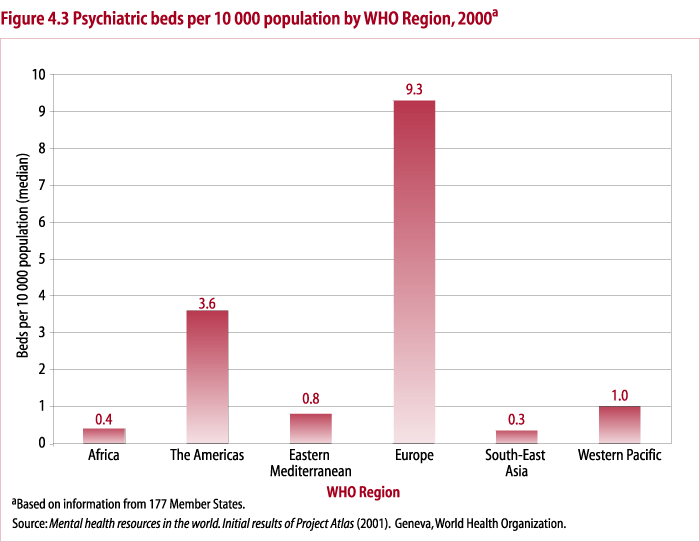 Figure 4.3 Psychiatric beds per 10 000 population by WHO Region, 2000a
Beds per 10 000 population (median)
10
9
8
7
6
5
4
3
2
1
0
0.4
3.6
0.8
9.3
0.3
1.0
Africa
The Americas
Eastern
Mediterranean
Europe
South-East
Asia
Western Pacific
WHO Region
aBased on information from 177 Member States.
Source: Mental health resources in the world. Initial results of Project Atlas (2001). Geneva, World Health Organization.